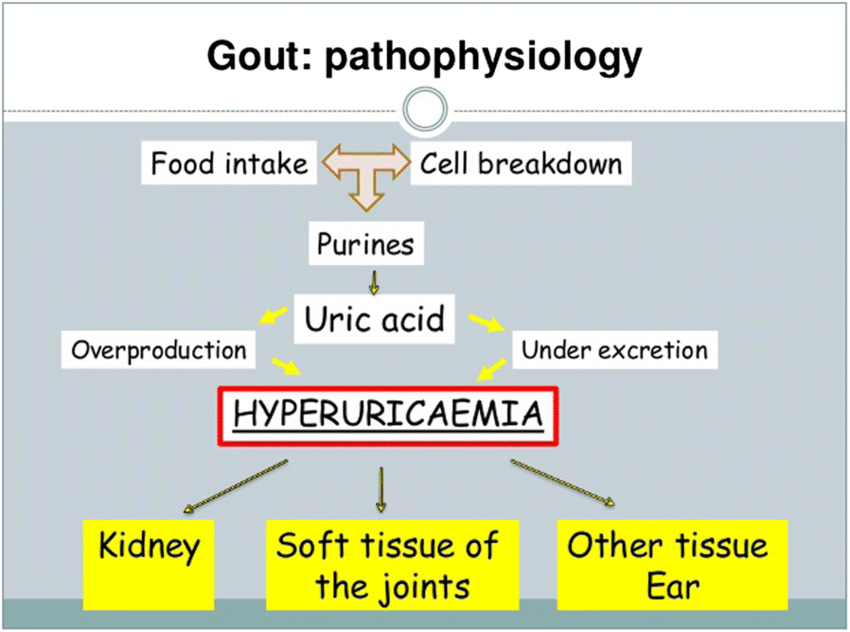 Gout: pathophysiology
Food intake
Cell breakdown
Purines
Uric acid
Overproduction
Under excretion
HYPERURICAEMIA
Kidney
Soft tissue of
the joints
Other tissue
Ear